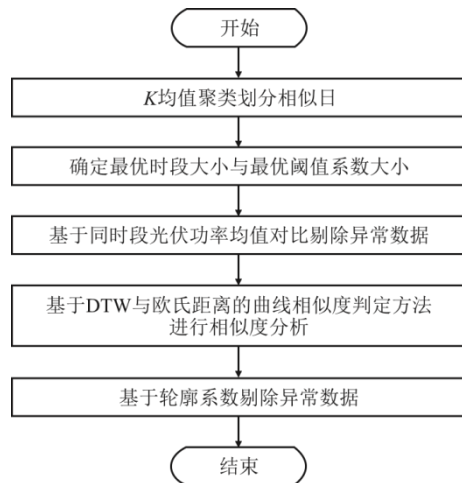 开始
K均值聚类划分相似日
确定最优时段大小与最优阈值系数大小
基于同时段光伏功率均值对比剔除异常数据
基于DTW与欧氏距离的曲线相似度判定方法
进行相似度分析
基于轮廓系数剔除异常数据
结束